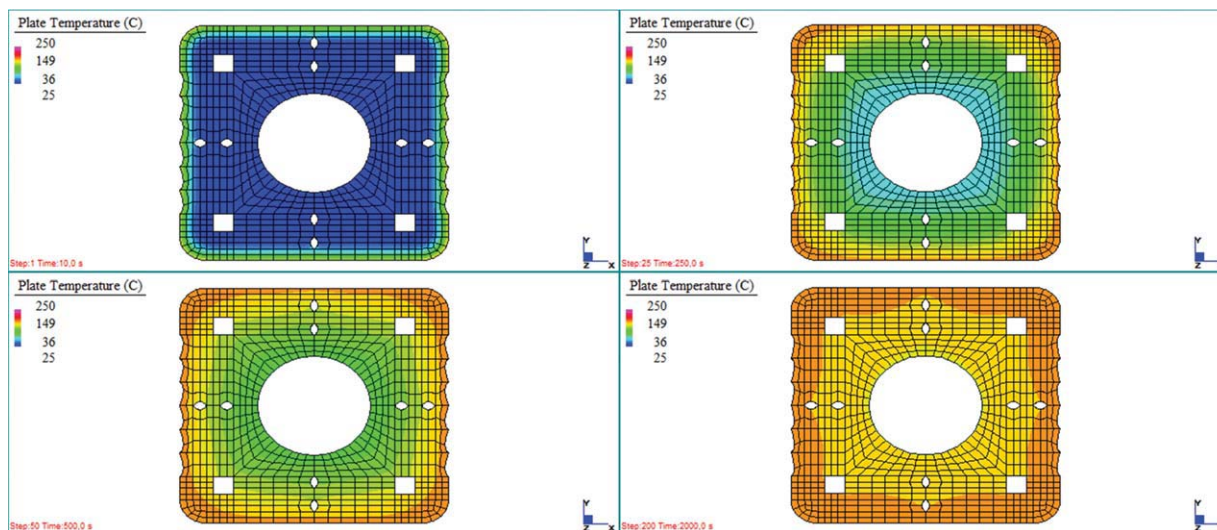 Plate Temperature (C)
250
149
36
25
Step:1 Time:10,0 s
Y
Z
X
Plate Temperature (C)
250
149
36
25
Step:25 Time:250,0 s
Y
Z
X
Plate Temperature (C)
250
149
36
25
Step:50 Time:500,0 s
Y
Z
X
Plate Temperature (C)
250
149
36
25
Step:200 Time:2000,0 s
Y
Z
X